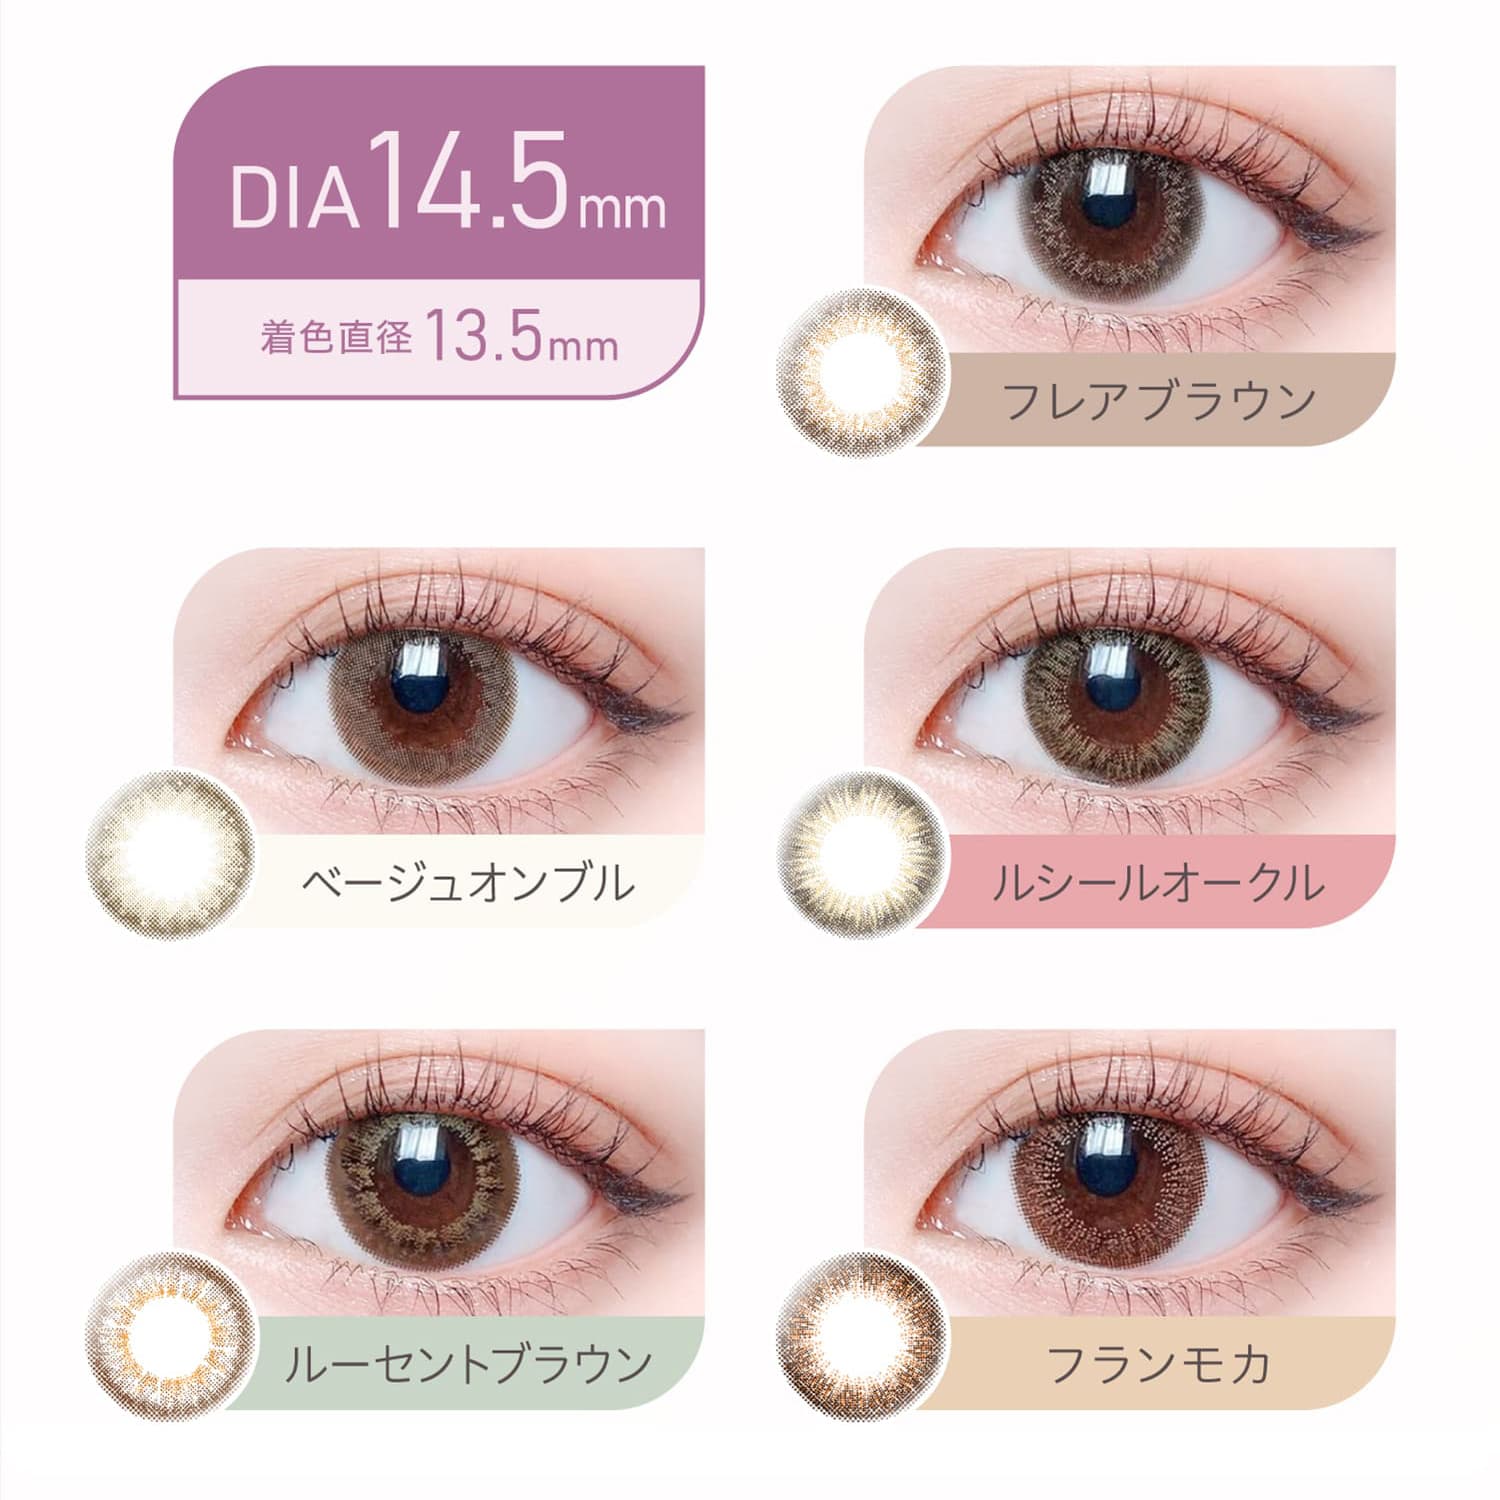 DIA14.5mm
着色直径 13.5mm
フレアブラウン
ベージュオンブル
ルシールオークル
ルーセントブラウン
フランモカ